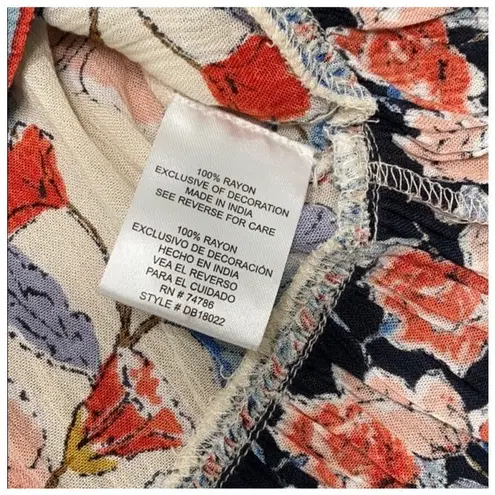 100% RAYON
EXCLUSIVE OF DECORATION
MADE IN INDIA
SEE REVERSE FOR CARE
100% RAYON
EXCLUSIVO DE DECORACIÓN
HECHO EN INDIA
VEA EL REVERSO
PARA EL CUIDADO
RN # 74786
STYLE # DB18022